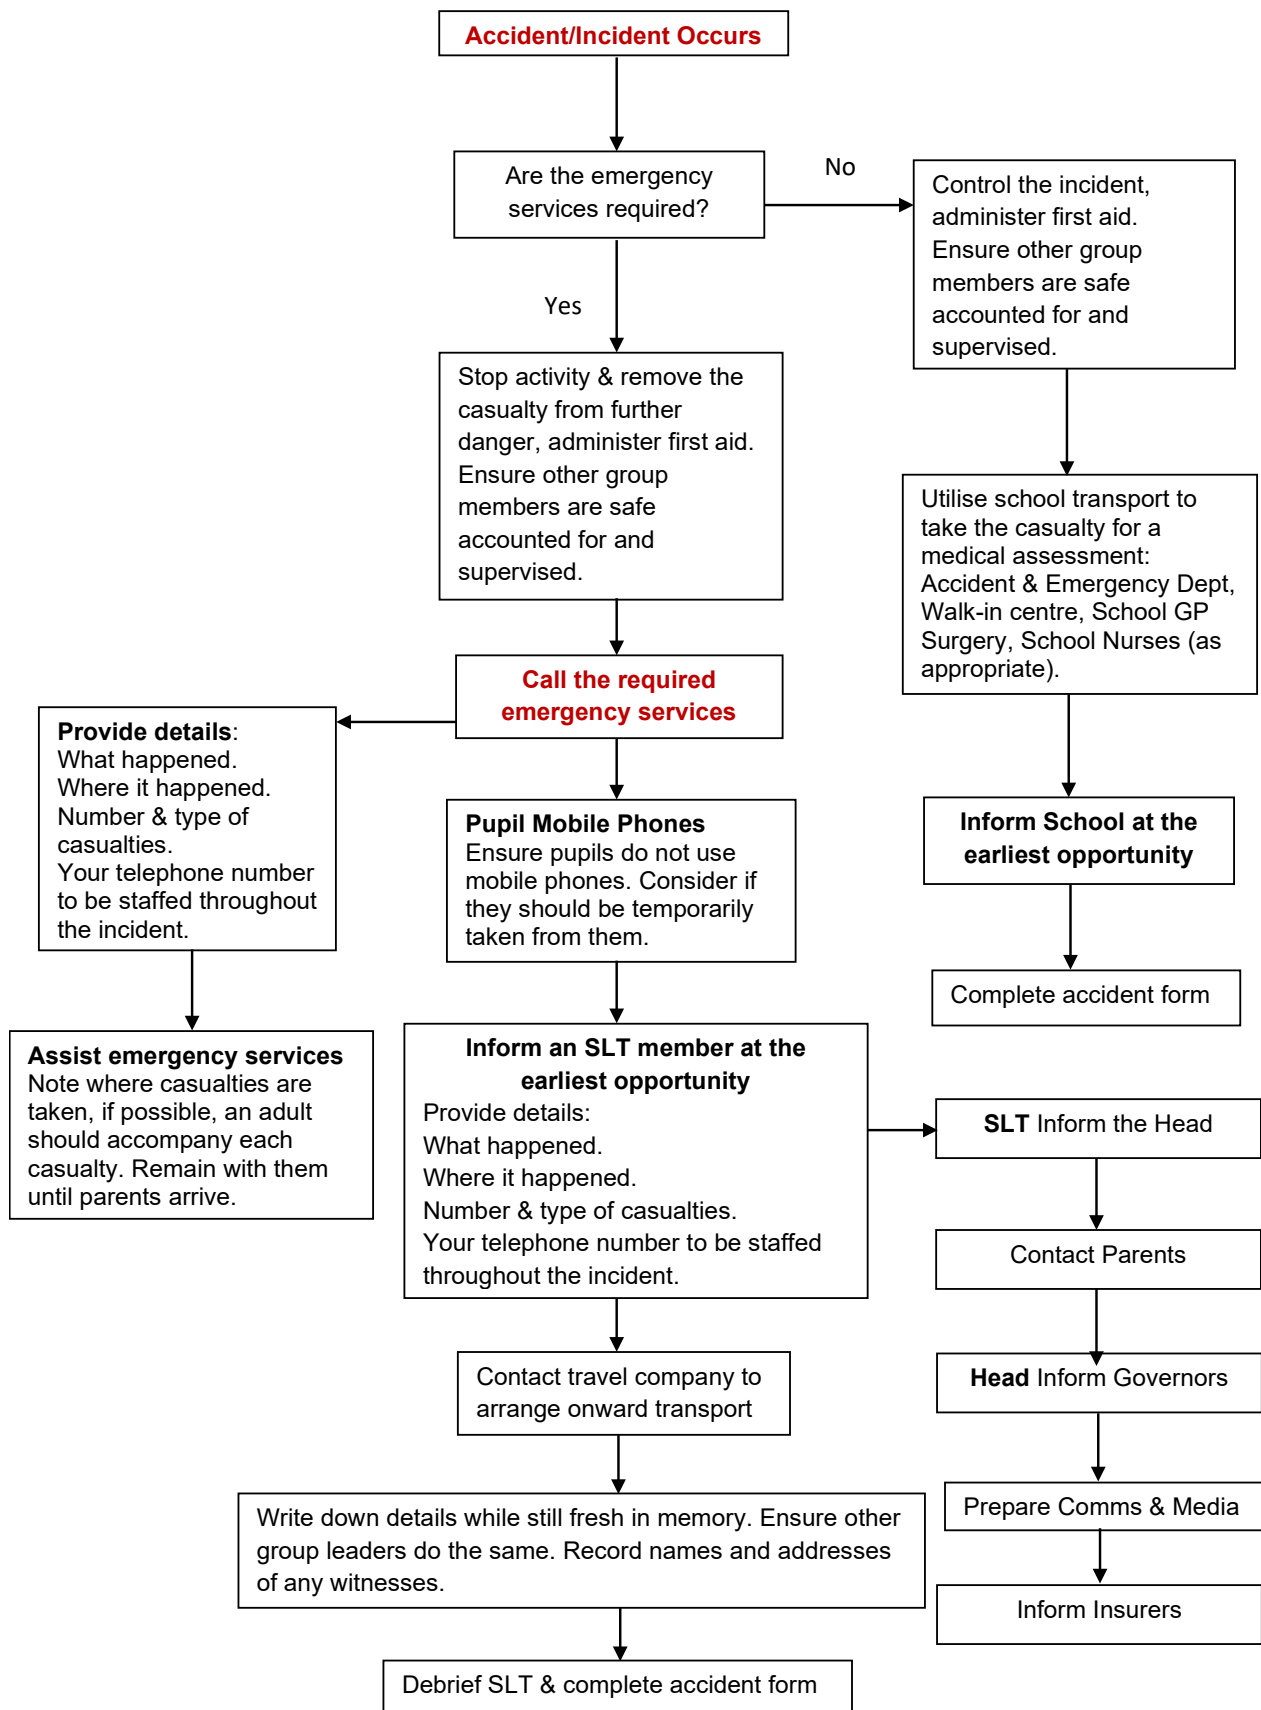 Accident/Incident Occurs
Are the emergency
services required?
No
Control the incident,
administer first aid.
Ensure other group
members are safe
accounted for and
supervised.
Yes
Stop activity & remove the
casualty from further
danger, administer first aid.
Ensure other group
members are safe
accounted for and
supervised.
Utilise school transport to
take the casualty for a
medical assessment:
Accident & Emergency Dept,
Walk-in centre, School GP
Surgery, School Nurses (as
appropriate).
Call the required
emergency services
Provide details:
What happened.
Where it happened.
Number & type of
casualties.
Your telephone number
to be staffed throughout
the incident.
Pupil Mobile Phones
Ensure pupils do not use
mobile phones. Consider if
they should be temporarily
taken from them.
Inform School at the
earliest opportunity
Complete accident form
Assist emergency services
Note where casualties are
taken, if possible, an adult
should accompany each
casualty. Remain with them
until parents arrive.
Inform an SLT member at the
earliest opportunity
Provide details:
What happened.
Where it happened.
Number & type of casualties.
Your telephone number to be staffed
throughout the incident.
SLT Inform the Head
Contact Parents
Head Inform Governors
Prepare Comms & Media
Inform Insurers
Contact travel company to
arrange onward transport
Write down details while still fresh in memory. Ensure other
group leaders do the same. Record names and addresses
of any witnesses.
Debrief SLT & complete accident form